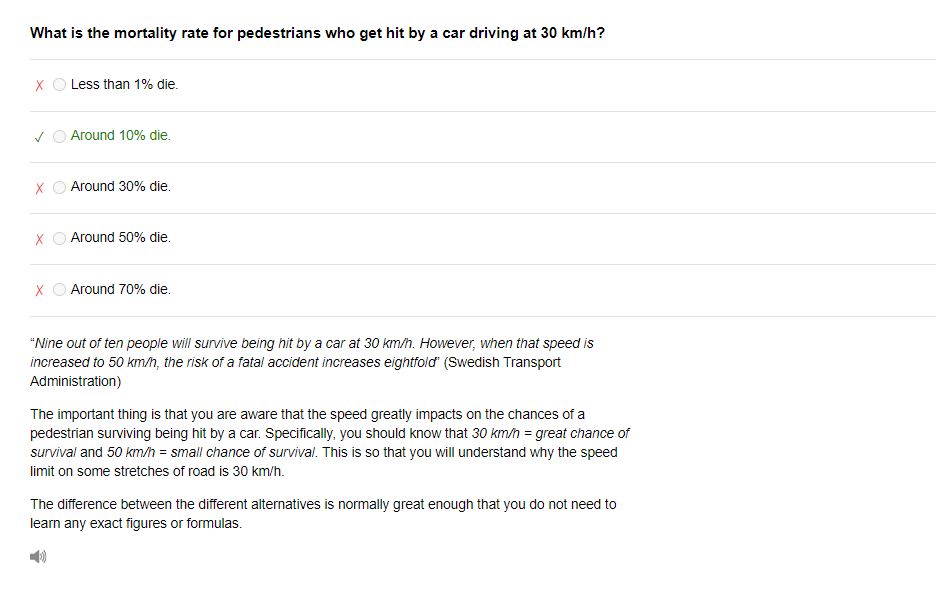 What is the mortality rate for pedestrians who get hit by a car driving at 30 km/h?
✗ Less than 1% die.
✓ Around 10% die.
✗ Around 30% die.
✗ Around 50% die.
✗ Around 70% die.
“Nine out of ten people will survive being hit by a car at 30 km/h. However, when that speed is
increased to 50 km/h, the risk of a fatal accident increases eightfold” (Swedish Transport
Administration)
The important thing is that you are aware that the speed greatly impacts on the chances of a
pedestrian surviving being hit by a car. Specifically, you should know that 30 km/h = great chance of
survival and 50 km/h = small chance of survival. This is so that you will understand why the speed
limit on some stretches of road is 30 km/h.
The difference between the different alternatives is normally great enough that you do not need to
learn any exact figures or formulas.